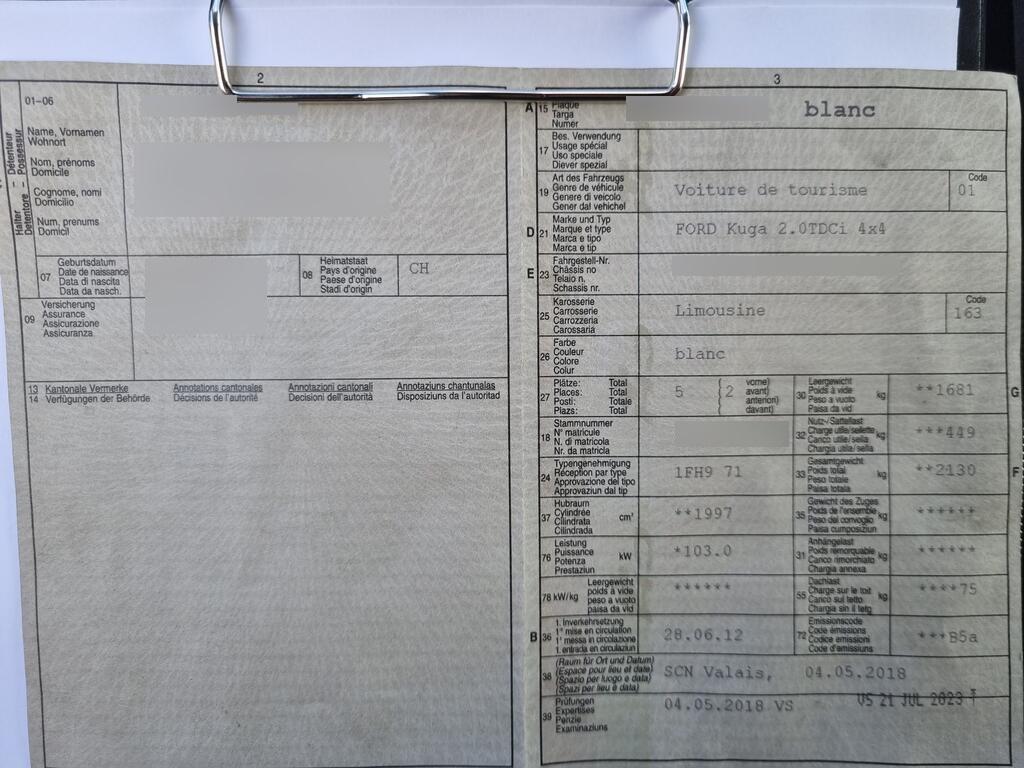 2
01–06
Name, Vornamen
Wohnort
Nom, prénoms
Domicile
Cognome, nomi
Domicilio
Num, prenums
Domicil
Halter – Détenteur
Detentore – Possessur
07
Geburtsdatum
Date de naissance
Data di nascita
Data da nasch.
08
Heimatstaat
Pays d'origine
Paese d'origine
Stadi d'origin
CH
09
Versicherung
Assurance
Assicurazione
Assicuranza
13 Kantonale Vermerke Annotations cantonales Annotazioni cantonali Annotaziuns chantunalas
14 Verfügungen der Behörde Décisions de l'autorité Decisioni dell'autorità Disposiziuns da l'autoritad
3
A 15
Plaque
Targa
Numer
blanc
17
Bes. Verwendung
Usage spécial
Uso speciale
Diever spezial
19
Art des Fahrzeugs
Genre de véhicule
Genere di veicolo
Gener dal vehichel
Voiture de tourisme
Code
01
D 21
Marke und Typ
Marque et type
Marca e tipo
Marca e tip
FORD Kuga 2.0TDCi 4x4
E 23
Fahrgestell-Nr.
Châssis no
Telaio n.
Schassis nr.
25
Karosserie
Carrosserie
Carrozzeria
Carossaria
Limousine
Code
163
26
Farbe
Couleur
Colore
Colur
blanc
27
Plätze: Total
Places: Total
Posti: Totale
Plazs: Total
5 { 2
vorne)
avant)
anteriori)
davant)
30
Leergewicht
Poids à vide
Peso a vuoto
Paisa da vid
kg
**1681
G
18
Stammnummer
N° matricule
N. di matricola
Nr. da matricla
32
Nutz-/Sattellast
Charge utile/sellette
Carico utile/sella
Chargia utila/sella
kg
***449
24
Typengenehmigung
Réception par type
Approvazione del tipo
Approvaziun dal tip
1FH9 71
33
Gesamtgewicht
Poids total
Peso totale
Paisa totala
kg
**2130
F
37
Hubraum
Cylindrée
Cilindrata
Cilindrada
cm³
**1997
35
Gewicht des Zuges
Poids de l'ensemble
Peso del convoglio
Paisa cumposiziun
kg
******
76
Leistung
Puissance
Potenza
Prestaziun
kW
*103.0
31
Anhängelast
Poids remorquable
Carico rimorchiato
Chargia annexa
kg
******
78 kW/kg
Leergewicht
poids à vide
peso a vuoto
paisa da vid
******
55
Dachlast
Charge sur le toit
Carico sul tetto
Chargia sin il tetg
kg
****75
B 36
1. Inverkehrsetzung
1re mise en circulation
1a messa in circolazione
1. entrada en circulaziun
28.06.12
72
Emissionscode
Code émissions
Codice emissioni
Code d'emissiuns
***B5a
38
(Raum für Ort und Datum)
(Espace pour lieu et date)
(Spazio per luogo e data)
(Spazi per lieu e data)
SCN Valais, 04.05.2018
39
Prüfungen
Expertises
Perizie
Examinaziuns
04.05.2018 VS
VS 21 JUL 2023